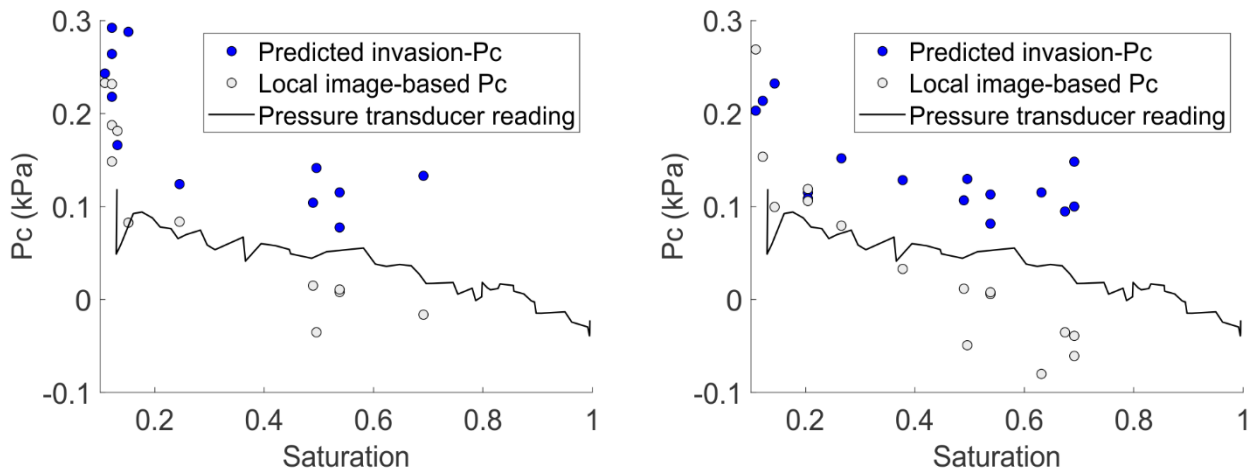 0.3
0.2
0.1
0
-0.1
Pc (kPa)
Predicted invasion-Pc
Local image-based Pc
Pressure transducer reading
0.2 0.4 0.6 0.8 1
Saturation
0.3
0.2
0.1
0
-0.1
Pc (kPa)
Predicted invasion-Pc
Local image-based Pc
Pressure transducer reading
0.2 0.4 0.6 0.8 1
Saturation